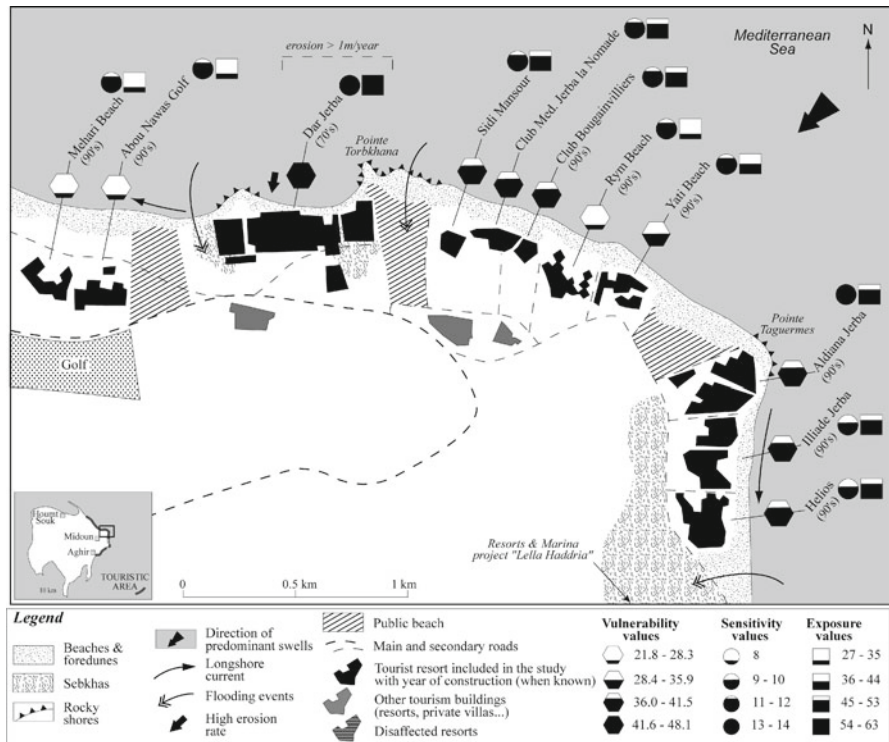 Mediterranean
Sea
N
erosion > 1m/year
Mehari Beach
(90's)
Abou Nawas Golf
(90's)
Dar Jerba
(70's)
Pointe
Torbkhana
Sidi Mansour
Club Med. Jerba la Nomade
Club Bougainvilliers
(90's)
Rym Beach
(90's)
Yati Beach
(90's)
Pointe
Taguermes
Aldiana Jerba
(90's)
Illiade Jerba
(90's)
Helios
(90's)
Golf
Hount
Souk
Midoun
Aghir
TOURISTIC
AREA
10 km
0 0.5 km 1 km
Resorts & Marina
project "Lella Haddria"
Legend
Beaches &
foredunes
Sebkhas
Rocky
shores
Direction of
predominant swells
Longshore
current
Flooding events
High erosion
rate
Public beach
Main and secondary roads
Tourist resort included in the study
with year of construction (when known)
Other tourism buildings
(resorts, private villas...)
Disaffected resorts
Vulnerability
values
21.8 - 28.3
28.4 - 35.9
36.0 - 41.5
41.6 - 48.1
Sensitivity
values
8
9 - 10
11 - 12
13 - 14
Exposure
values
27 - 35
36 - 44
45 - 53
54 - 63